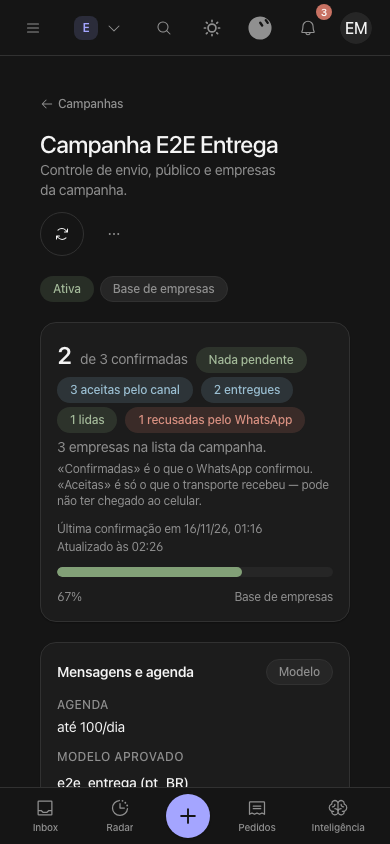 E
3
EM
← Campanhas
Campanha E2E Entrega
Controle de envio, público e empresas
da campanha.
...
Ativa
Base de empresas
2 de 3 confirmadas
Nada pendente
3 aceitas pelo canal
2 entregues
1 lidas
1 recusadas pelo WhatsApp
3 empresas na lista da campanha.
«Confirmadas» é o que o WhatsApp confirmou.
«Aceitas» é só o que o transporte recebeu — pode
não ter chegado ao celular.
Última confirmação em 16/11/26, 01:16
Atualizado às 02:26
67%
Base de empresas
Mensagens e agenda
Modelo
AGENDA
até 100/dia
MODELO APROVADO
e2e_entrega (pt_BR)
Inbox
Radar
Pedidos
Inteligência